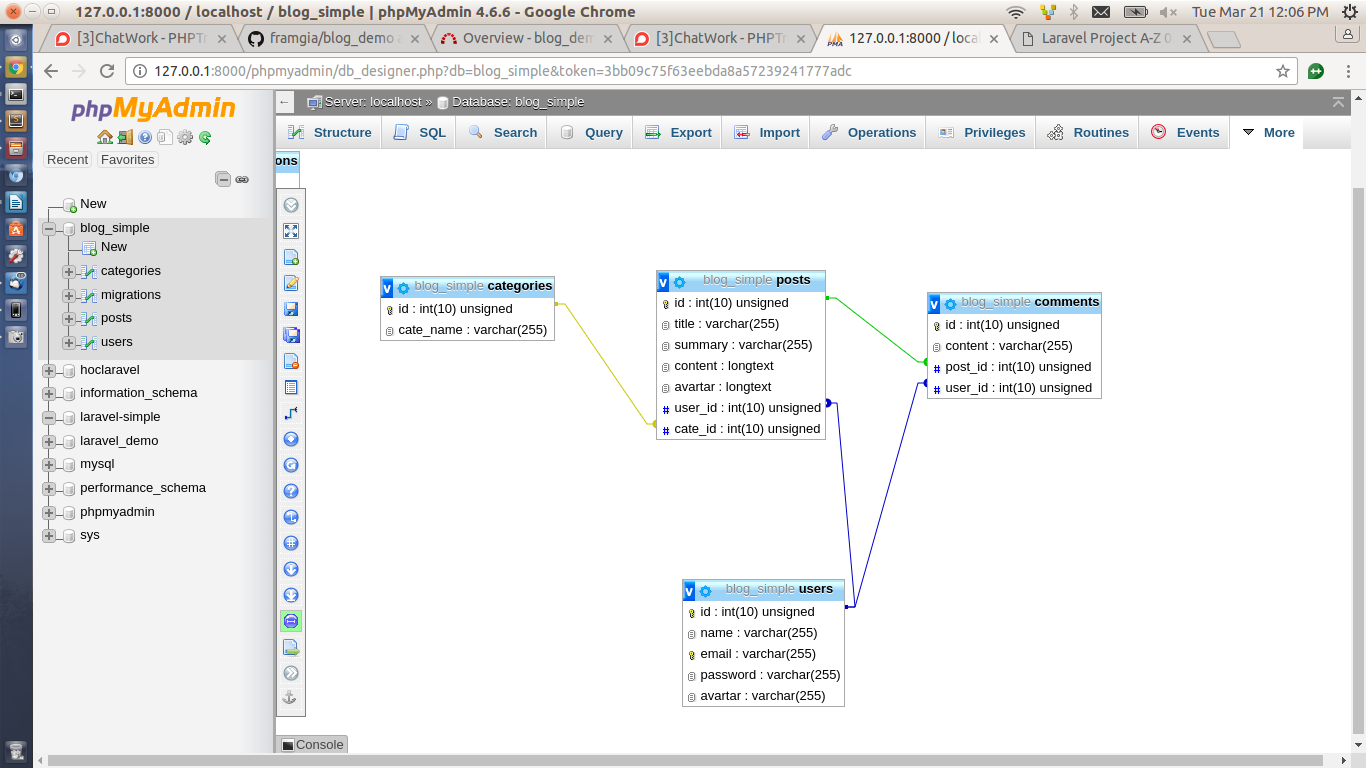 127.0.0.1:8000 / localhost / blog_simple | phpMyAdmin 4.6.6 - Google Chrome
Tue Mar 21 12:06 PM
[3]ChatWork - PHPTr
framgia/blog_demo
Overview - blog_dem
[3]ChatWork - PHPTr
127.0.0.1:8000 / local
Laravel Project A-Z 0
127.0.0.1:8000/phpmyadmin/db_designer.php?db=blog_simple&token=3bb09c75f63eebda8a57239241777adc
phpMyAdmin
Recent
Favorites
New
blog_simple
New
categories
migrations
posts
users
hoclaravel
information_schema
laravel-simple
laravel_demo
mysql
performance_schema
phpmyadmin
sys
Server: localhost » Database: blog_simple
Structure
SQL
Search
Query
Export
Import
Operations
Privileges
Routines
Events
More
ons
blog_simple categories
id : int(10) unsigned
cate_name : varchar(255)
blog_simple posts
id : int(10) unsigned
title : varchar(255)
summary : varchar(255)
content : longtext
avartar : longtext
user_id : int(10) unsigned
cate_id : int(10) unsigned
blog_simple comments
id : int(10) unsigned
content : varchar(255)
post_id : int(10) unsigned
user_id : int(10) unsigned
blog_simple users
id : int(10) unsigned
name : varchar(255)
email : varchar(255)
password : varchar(255)
avartar : varchar(255)
Console